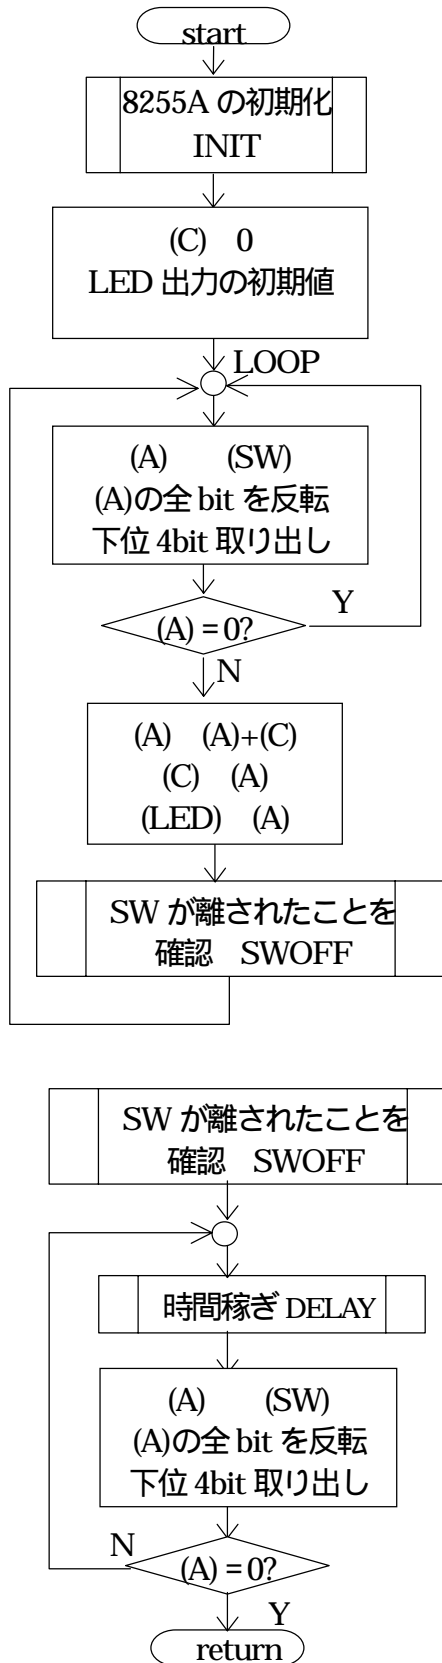 start
8255A の初期化
INIT
(C) 0
LED 出力の初期値
LOOP
(A) (SW)
(A)の全 bit を反転
下位 4bit 取り出し
(A) = 0?
Y
N
(A) (A)+(C)
(C) (A)
(LED) (A)
SW が離されたことを
確認 SWOFF
SW が離されたことを
確認 SWOFF
時間稼ぎ DELAY
(A) (SW)
(A)の全 bit を反転
下位 4bit 取り出し
N
(A) = 0?
Y
return